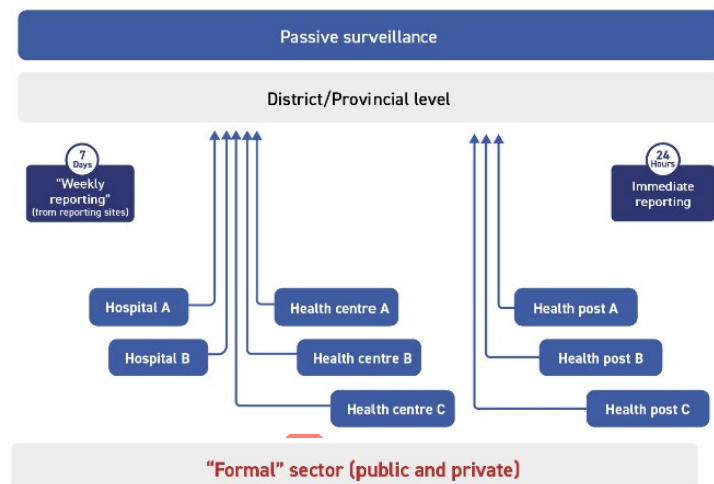 Passive surveillance
District/Provincial level
7
Days
"Weekly
reporting"
(from reporting sites)
24
Hours
Immediate
reporting
Hospital A
Health centre A
Health post A
Hospital B
Health centre B
Health post B
Health centre C
Health post C
“Formal” sector (public and private)